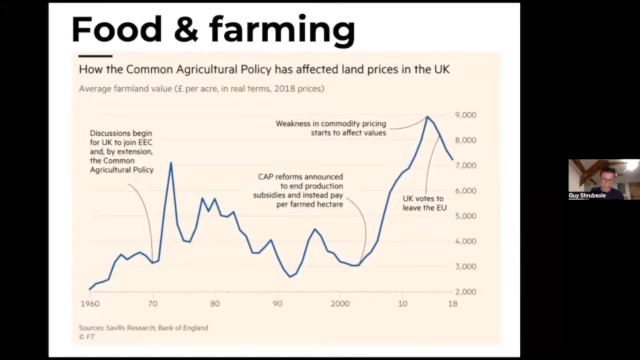 Food & farming
How the Common Agricultural Policy has affected land prices in the UK
Average farmland value (£ per acre, in real terms, 2018 prices)
Discussions begin
for UK to join EEC
and, by extension,
the Common
Agricultural Policy
Weakness in commodity pricing
starts to affect values
CAP reforms announced
to end production
subsidies and instead pay
per farmed hectare
UK votes to
leave the EU
9,000
8,000
7,000
6,000
5,000
4,000
3,000
2,000
1960 70 80 90 2000 10 18
Sources: Savills Research; Bank of England
© FT
Guy Shrubsole